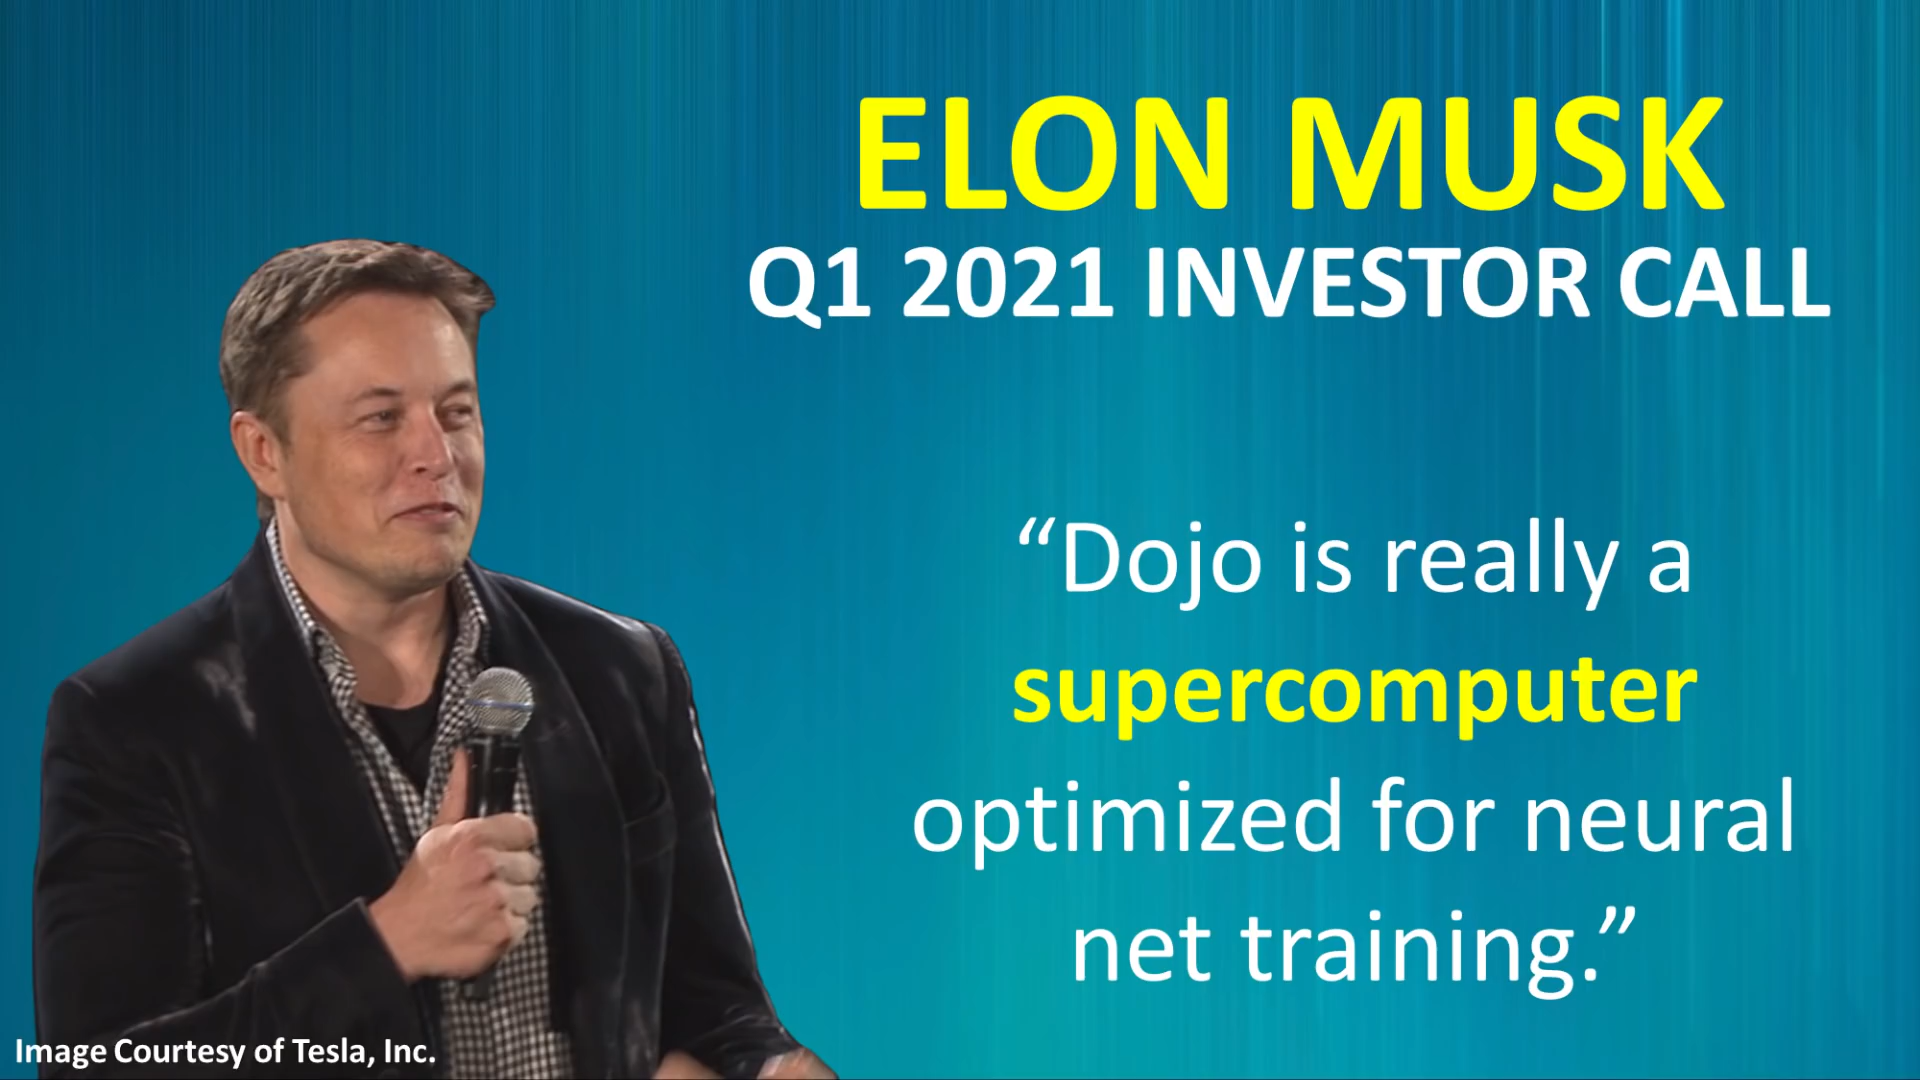 ELON MUSK
Q1 2021 INVESTOR CALL
“Dojo is really a
supercomputer
optimized for neural
net training.”
Image Courtesy of Tesla, Inc.